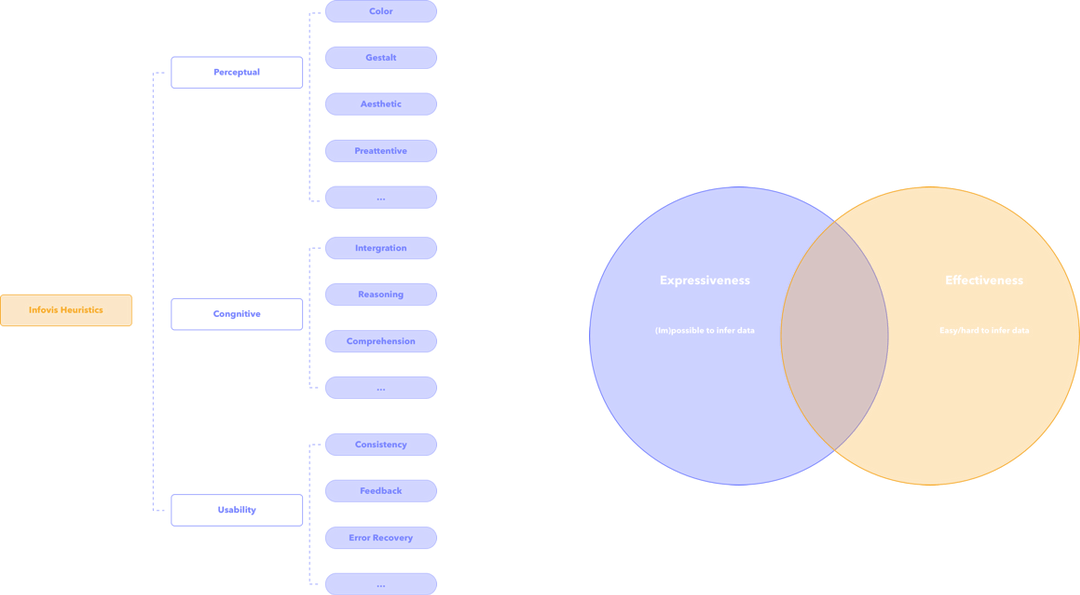 Infovis Heuristics
Perceptual
Color
Gestalt
Aesthetic
Preattentive
...
Congnitive
Intergration
Reasoning
Comprehension
...
Usability
Consistency
Feedback
Error Recovery
...
Expressiveness
(Im)possible to infer data
Effectiveness
Easy/hard to infer data